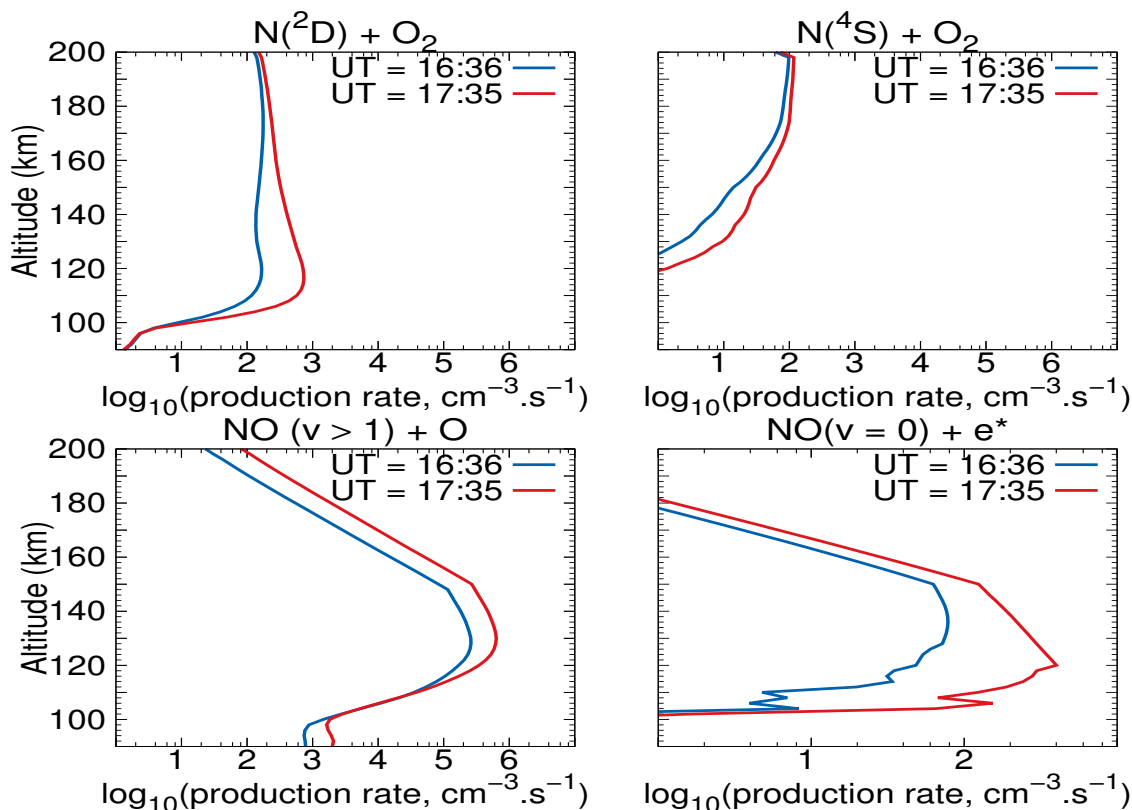 N(²D) + O₂
N(⁴S) + O₂
UT = 16:36
UT = 17:35
UT = 16:36
UT = 17:35
Altitude (km)
200
180
160
140
120
100
1 2 3 4 5 6
1 2 3 4 5 6
log₁₀(production rate, cm⁻³.s⁻¹)
log₁₀(production rate, cm⁻³.s⁻¹)
NO (v > 1) + O
NO(v = 0) + e*
UT = 16:36
UT = 17:35
UT = 16:36
UT = 17:35
Altitude (km)
200
180
160
140
120
100
1 2 3 4 5 6
1 2
log₁₀(production rate, cm⁻³.s⁻¹)
log₁₀(production rate, cm⁻³.s⁻¹)